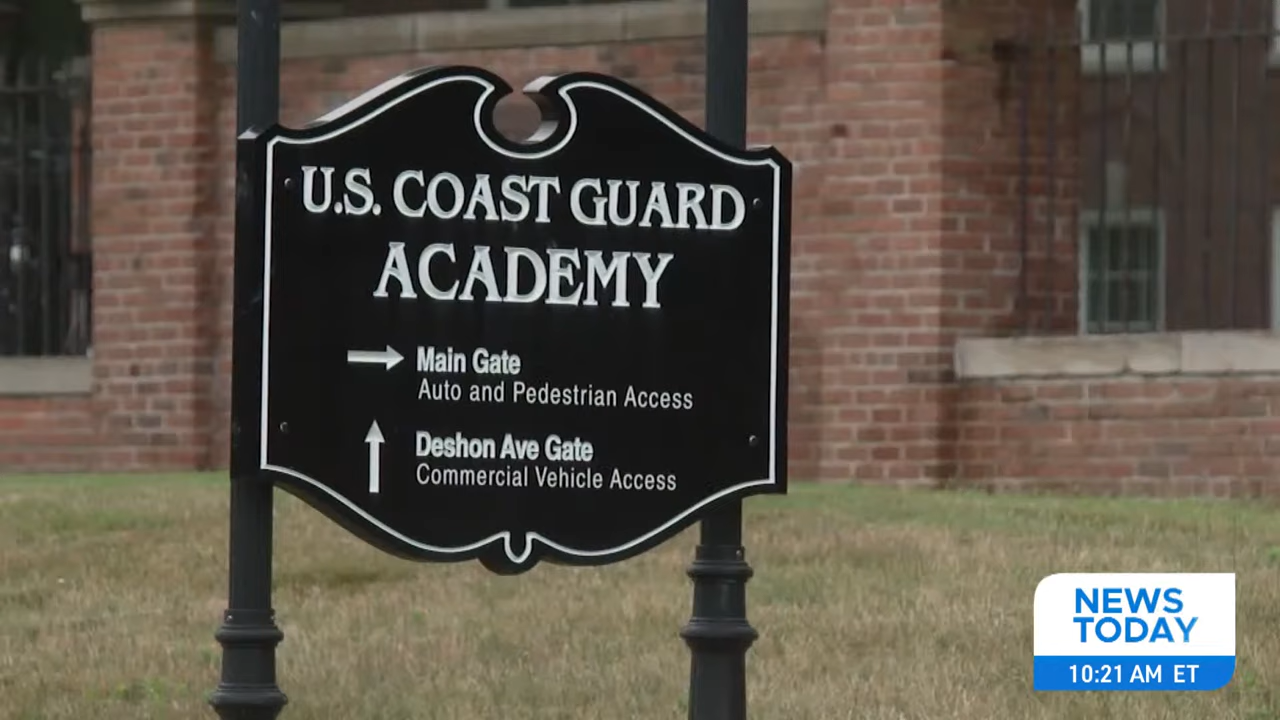 U.S. COAST GUARD
ACADEMY
Main Gate
Auto and Pedestrian Access
Deshon Ave Gate
Commercial Vehicle Access
NEWS
TODAY
10:21 AM ET